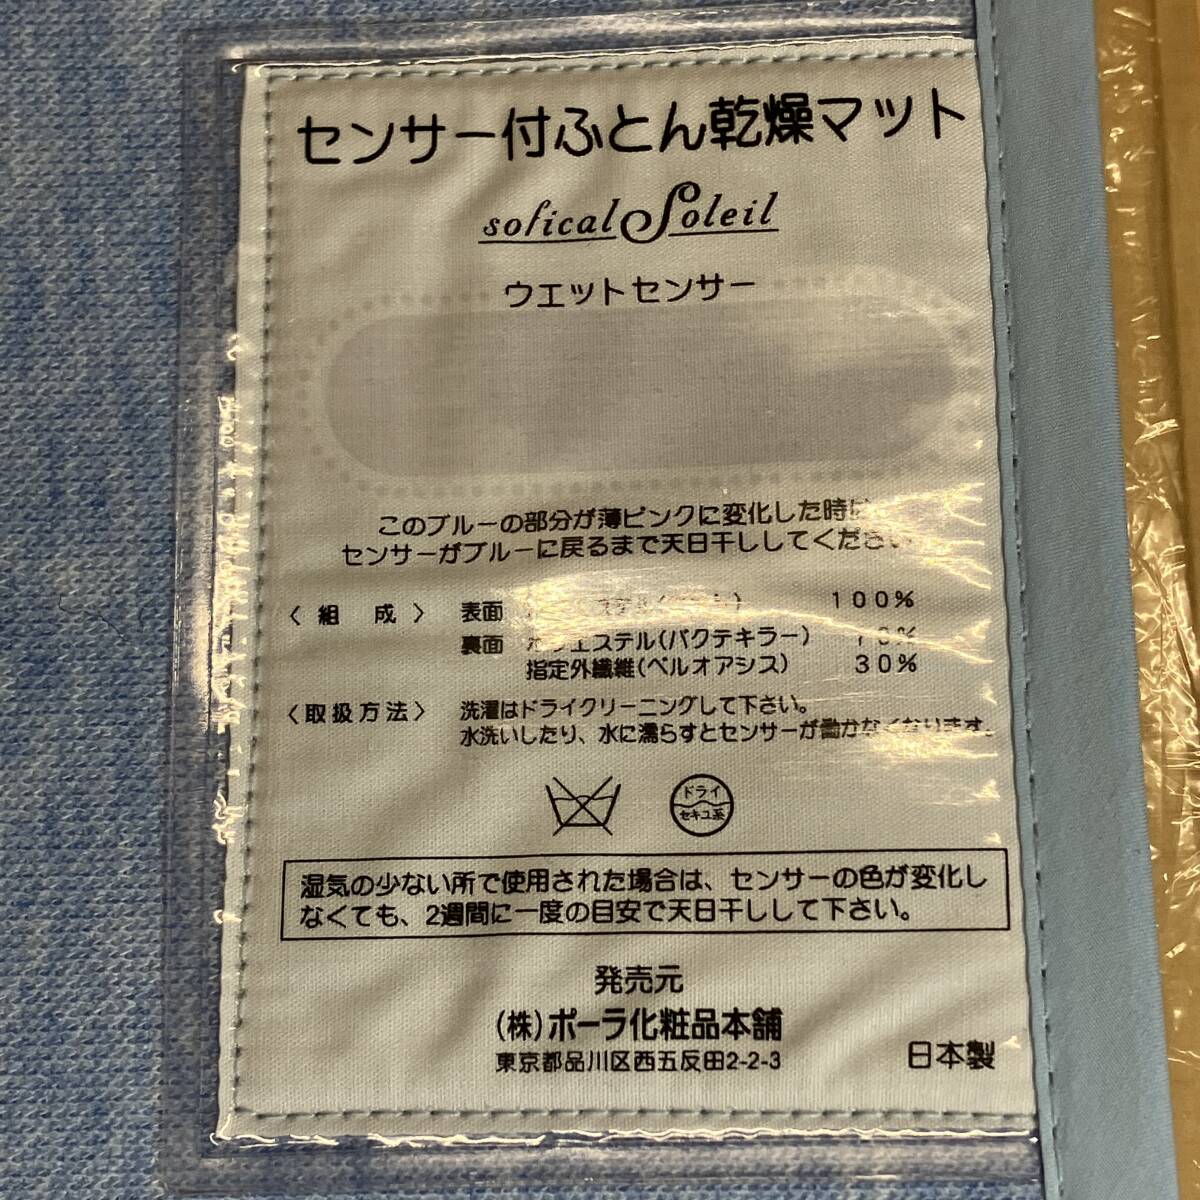 センサー付ふとん乾燥マット
sofical Soleil
ウエットセンサー
このブルーの部分が薄ピンクに変化した時は
センサーがブルーに戻るまで天日干ししてください
〈組 成〉 表面 100%
裏面 ポリエステル(バクテキラー) 70%
指定外繊維(ベルオアシス) 30%
〈取扱方法〉 洗濯はドライクリーニングして下さい。
水洗いしたり、水に濡らすとセンサーが働かなくなります。
ドライ
セキユ系
湿気の少ない所で使用された場合は、センサーの色が変化し
なくても、2週間に一度の目安で天日干しして下さい。
発売元
(株)ポーラ化粧品本舗
東京都品川区西五反田2-2-3
日本製